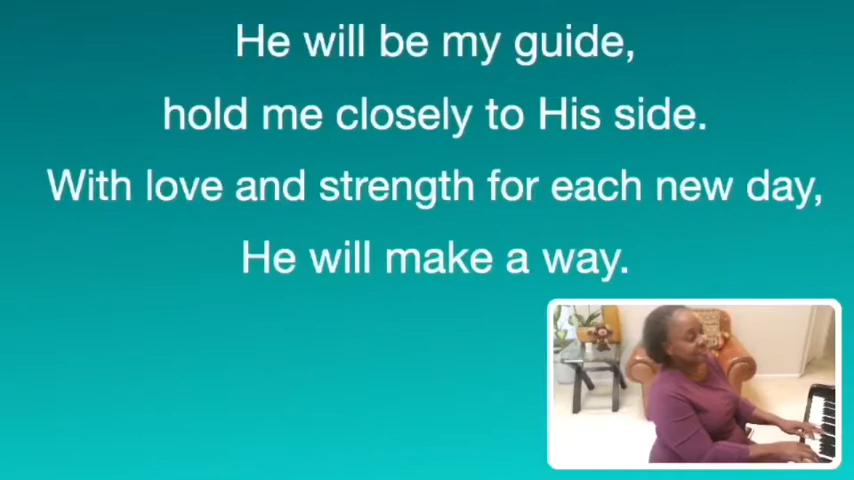 He will be my guide,
hold me closely to His side.
With love and strength for each new day,
He will make a way.